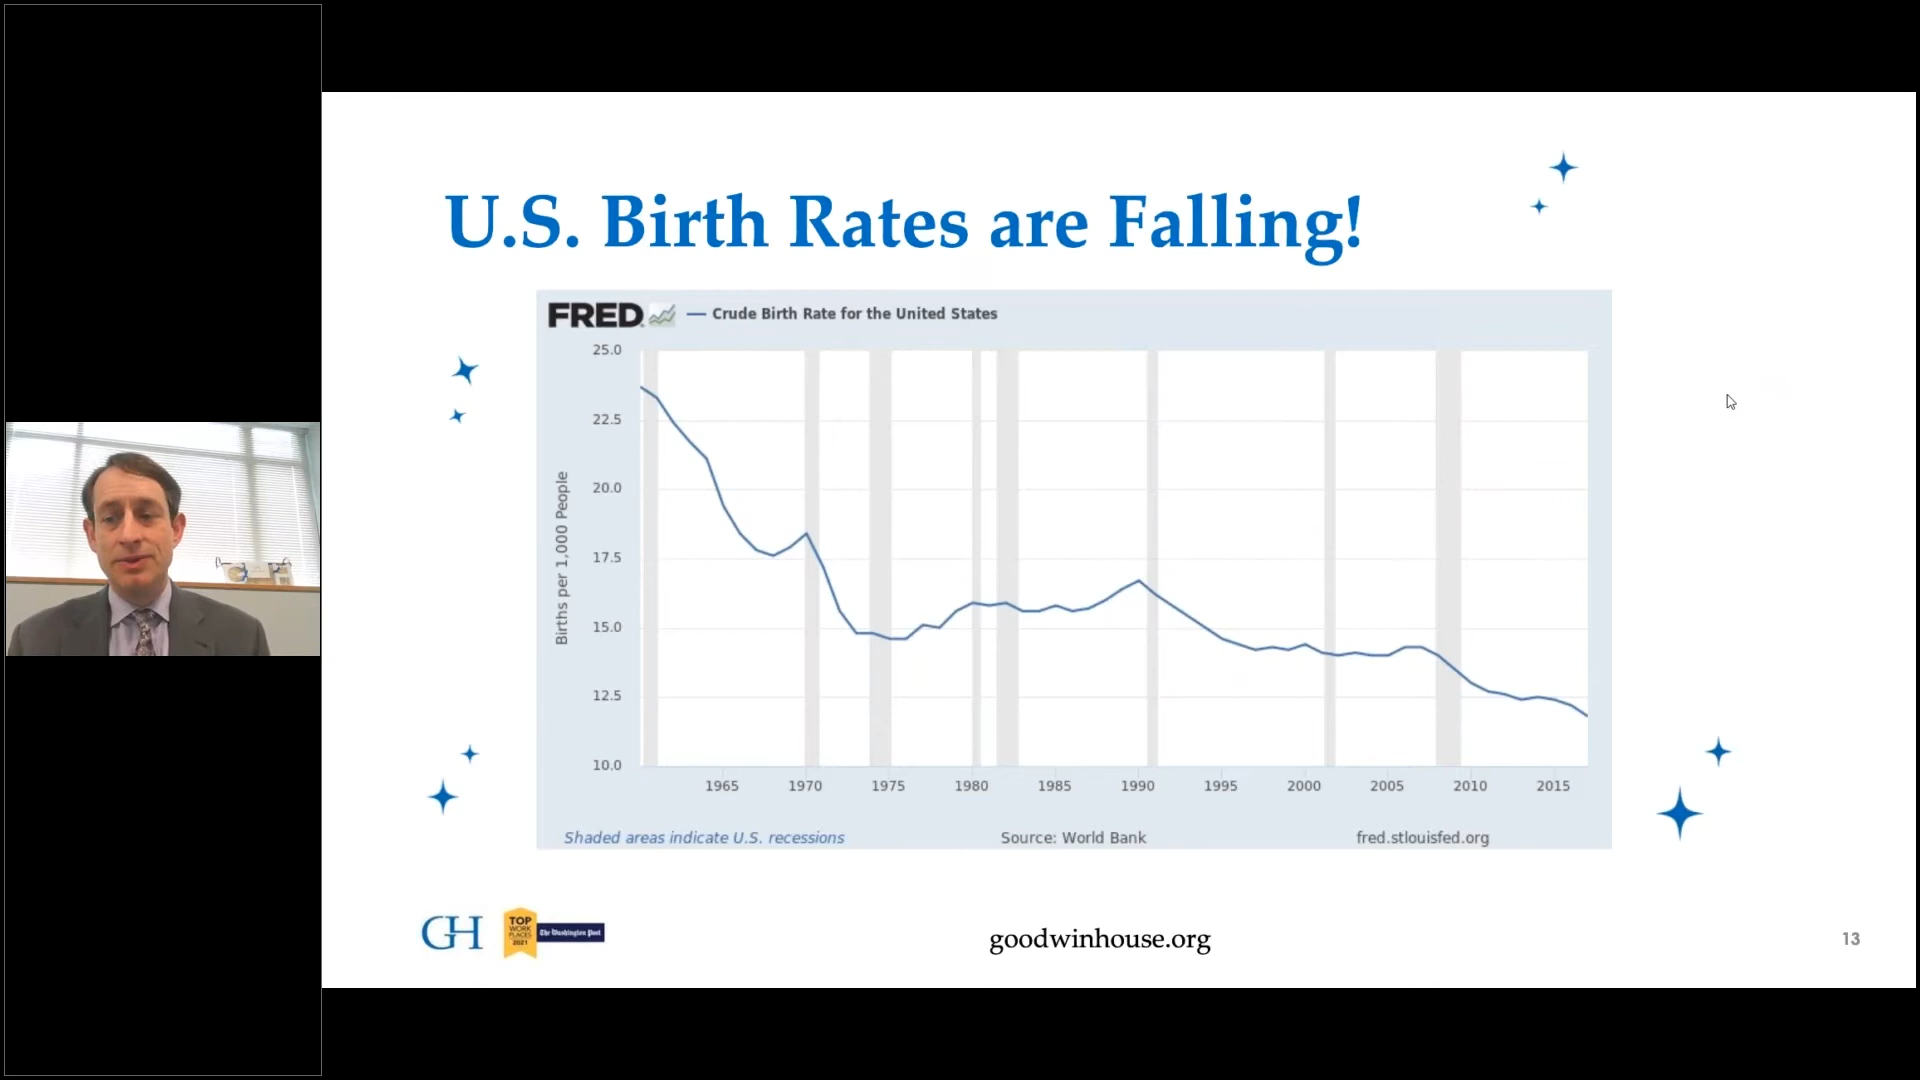 U.S. Birth Rates are Falling!
FRED
Crude Birth Rate for the United States
25.0
22.5
20.0
17.5
15.0
12.5
10.0
Births per 1,000 People
1965 1970 1975 1980 1985 1990 1995 2000 2005 2010 2015
Shaded areas indicate U.S. recessions Source: World Bank fred.stlouisfed.org
GH
TOP
WORK
PLACES
2021
The Washington Post
goodwinhouse.org
13